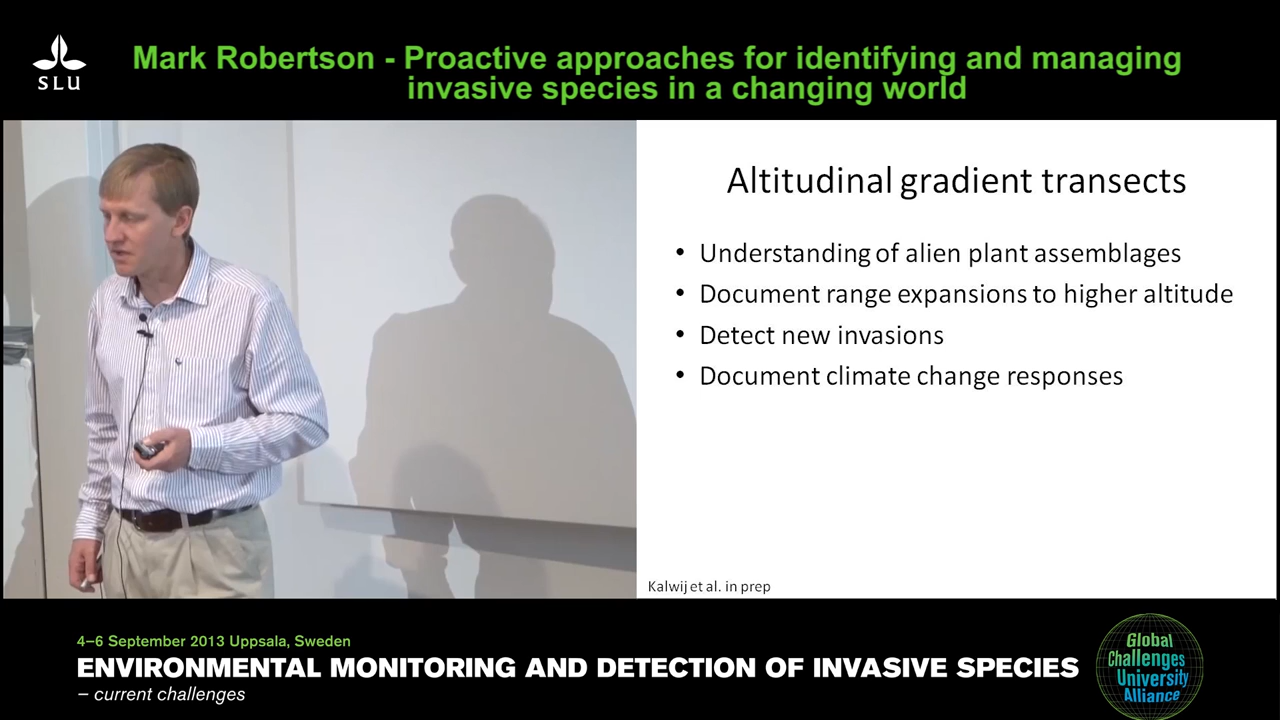 SLU
Mark Robertson - Proactive approaches for identifying and managing
invasive species in a changing world
Altitudinal gradient transects
• Understanding of alien plant assemblages
• Document range expansions to higher altitude
• Detect new invasions
• Document climate change responses
Kalwij et al. in prep
4–6 September 2013 Uppsala, Sweden
ENVIRONMENTAL MONITORING AND DETECTION OF INVASIVE SPECIES
– current challenges
Global
Challenges
University
Alliance